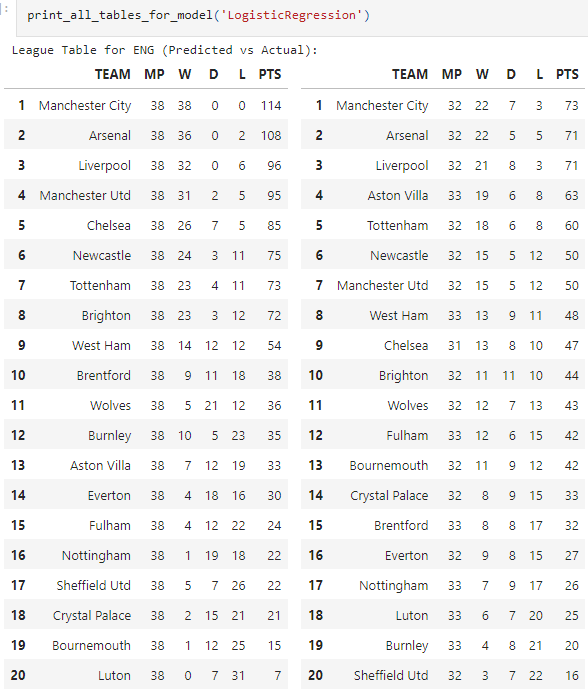 print_all_tables_for_model('LogisticRegression')
League Table for ENG (Predicted vs Actual):
TEAM MP W D L PTS TEAM MP W D L PTS
1 Manchester City 38 38 0 0 114 1 Manchester City 32 22 7 3 73
2 Arsenal 38 36 0 2 108 2 Arsenal 32 22 5 5 71
3 Liverpool 38 32 0 6 96 3 Liverpool 32 21 8 3 71
4 Manchester Utd 38 31 2 5 95 4 Aston Villa 33 19 6 8 63
5 Chelsea 38 26 7 5 85 5 Tottenham 32 18 6 8 60
6 Newcastle 38 24 3 11 75 6 Newcastle 32 15 5 12 50
7 Tottenham 38 23 4 11 73 7 Manchester Utd 32 15 5 12 50
8 Brighton 38 23 3 12 72 8 West Ham 33 13 9 11 48
9 West Ham 38 14 12 12 54 9 Chelsea 31 13 8 10 47
10 Brentford 38 9 11 18 38 10 Brighton 32 11 11 10 44
11 Wolves 38 5 21 12 36 11 Wolves 32 12 7 13 43
12 Burnley 38 10 5 23 35 12 Fulham 33 12 6 15 42
13 Aston Villa 38 7 12 19 33 13 Bournemouth 32 11 9 12 42
14 Everton 38 4 18 16 30 14 Crystal Palace 32 8 9 15 33
15 Fulham 38 4 12 22 24 15 Brentford 33 8 8 17 32
16 Nottingham 38 1 19 18 22 16 Everton 32 9 8 15 27
17 Sheffield Utd 38 5 7 26 22 17 Nottingham 33 7 9 17 26
18 Crystal Palace 38 2 15 21 21 18 Luton 33 6 7 20 25
19 Bournemouth 38 1 12 25 15 19 Burnley 33 4 8 21 20
20 Luton 38 0 7 31 7 20 Sheffield Utd 32 3 7 22 16